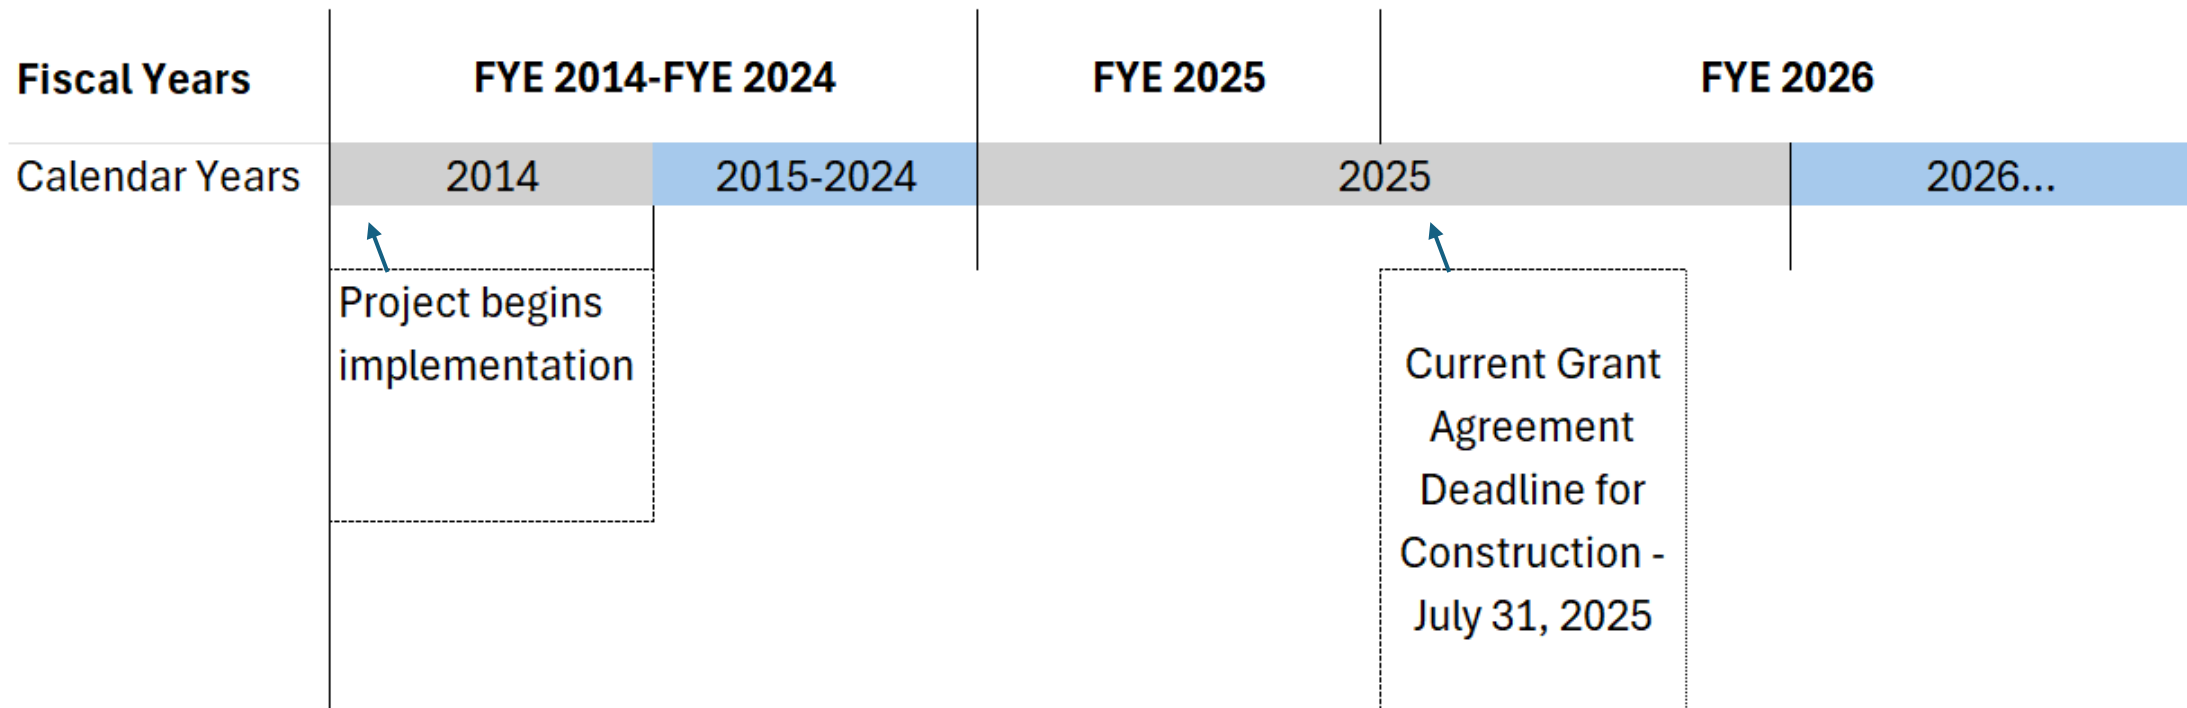 Fiscal Years FYE 2014-FYE 2024 FYE 2025 FYE 2026
Calendar Years 2014 2015-2024 2025 2026...
Project begins
implementation
Current Grant
Agreement
Deadline for
Construction -
July 31, 2025